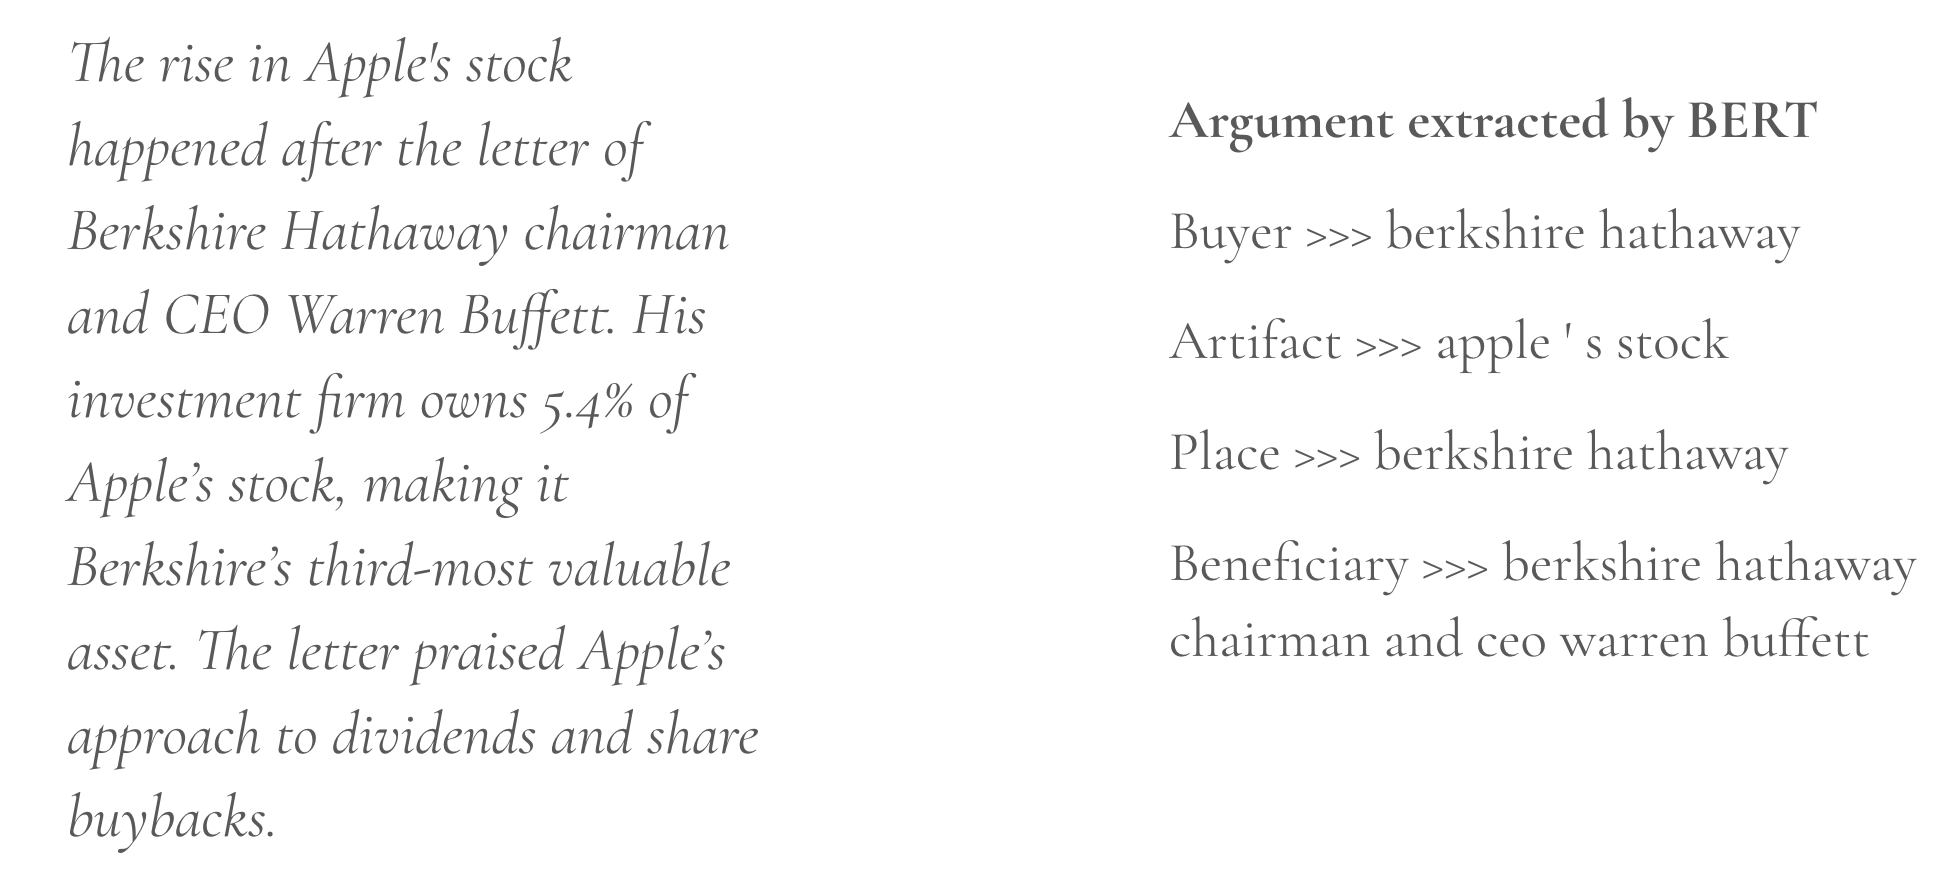 The rise in Apple's stock
happened after the letter of
Berkshire Hathaway chairman
and CEO Warren Buffett. His
investment firm owns 5.4% of
Apple’s stock, making it
Berkshire’s third-most valuable
asset. The letter praised Apple’s
approach to dividends and share
buybacks.
Argument extracted by BERT
Buyer >>> berkshire hathaway
Artifact >>> apple ' s stock
Place >>> berkshire hathaway
Beneficiary >>> berkshire hathaway
chairman and ceo warren buffett